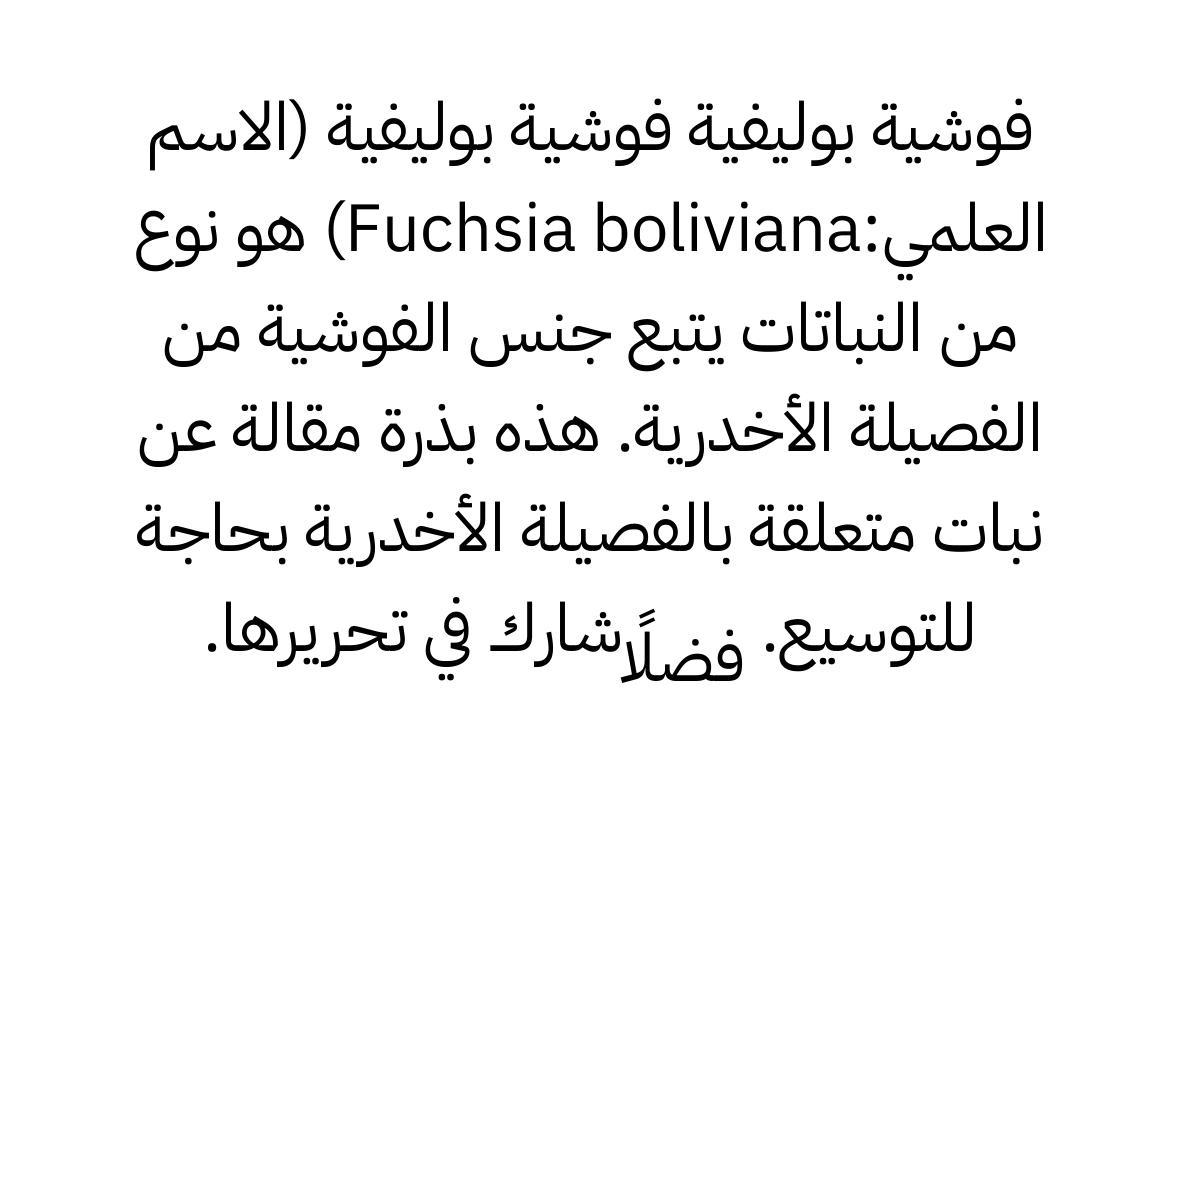 فوشية بوليفية فوشية بوليفية (الاسم
العلمي:Fuchsia boliviana) هو نوع
من النباتات يتبع جنس الفوشية من
الفصيلة الأخدرية. هذه بذرة مقالة عن
نبات متعلقة بالفصيلة الأخدرية بحاجة
للتوسيع. فضلًا شارك في تحريرها.